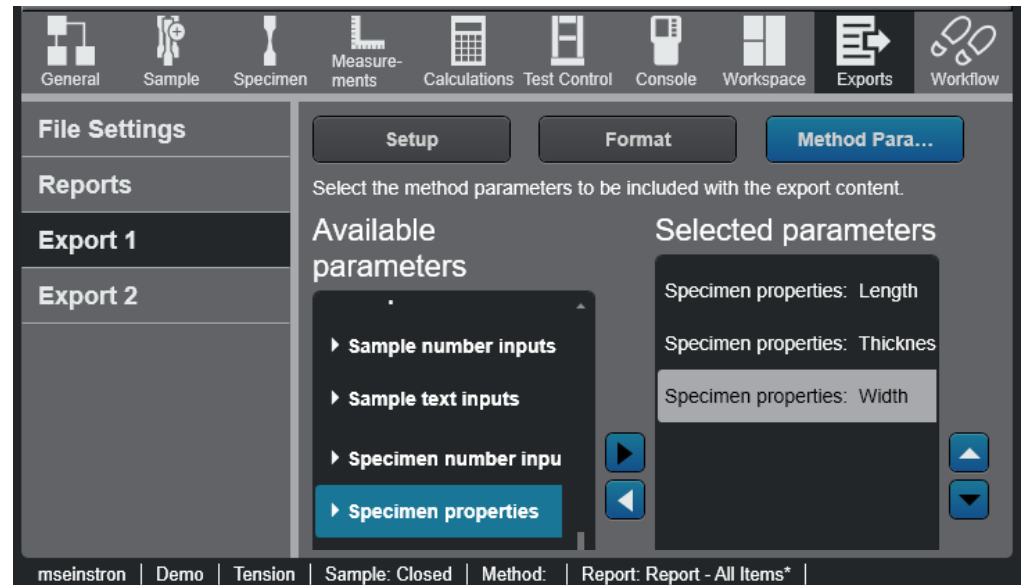 General Sample Specimen Measure-ments Calculations Test Control Console Workspace Exports Workflow
File Settings
Reports
Export 1
Export 2
Setup Format Method Para...
Select the method parameters to be included with the export content.
Available
parameters
Sample number inputs
Sample text inputs
Specimen number inpu
Specimen properties
Selected parameters
Specimen properties: Length
Specimen properties: Thicknes
Specimen properties: Width
mseinstron | Demo | Tension | Sample: Closed | Method: | Report: Report - All Items* |